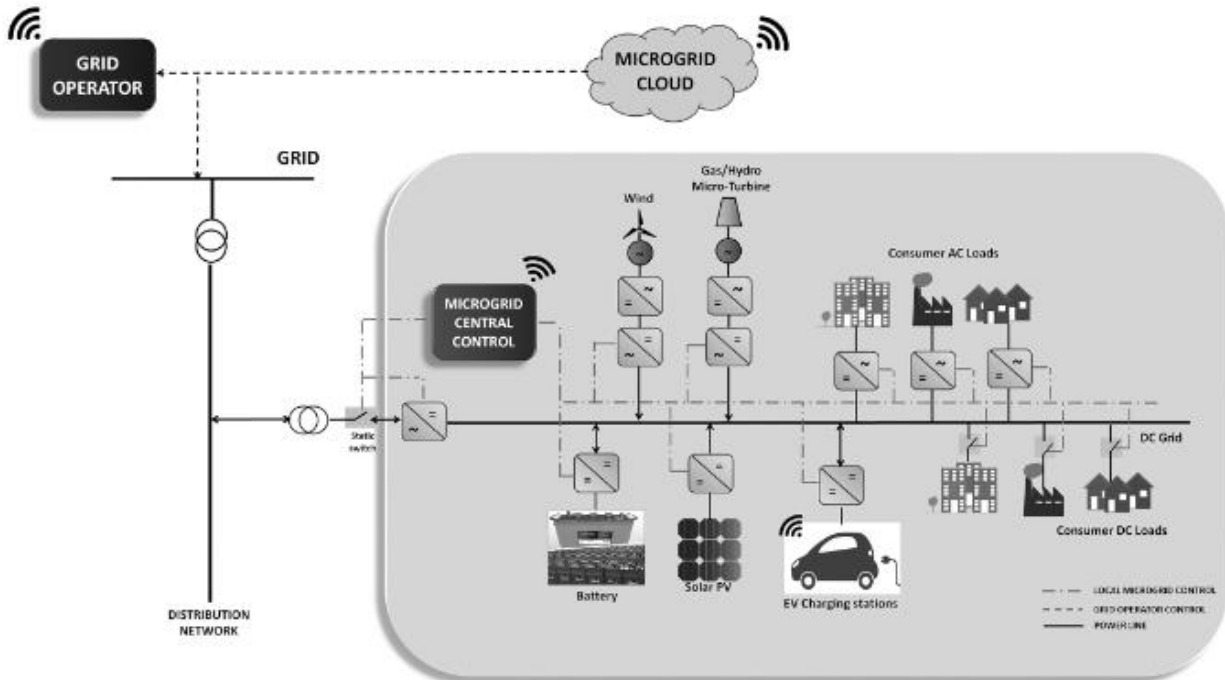 GRID
OPERATOR
MICROGRID
CLOUD
GRID
Gas/Hydro
Micro-Turbine
Wind
Consumer AC Loads
MICROGRID
CENTRAL
CONTROL
Static
switch
DC Grid
Battery
Solar PV
EV Charging stations
Consumer DC Loads
DISTRIBUTION
NETWORK
LOCAL MICROGRID CONTROL
GRID OPERATOR CONTROL
POWER LINE